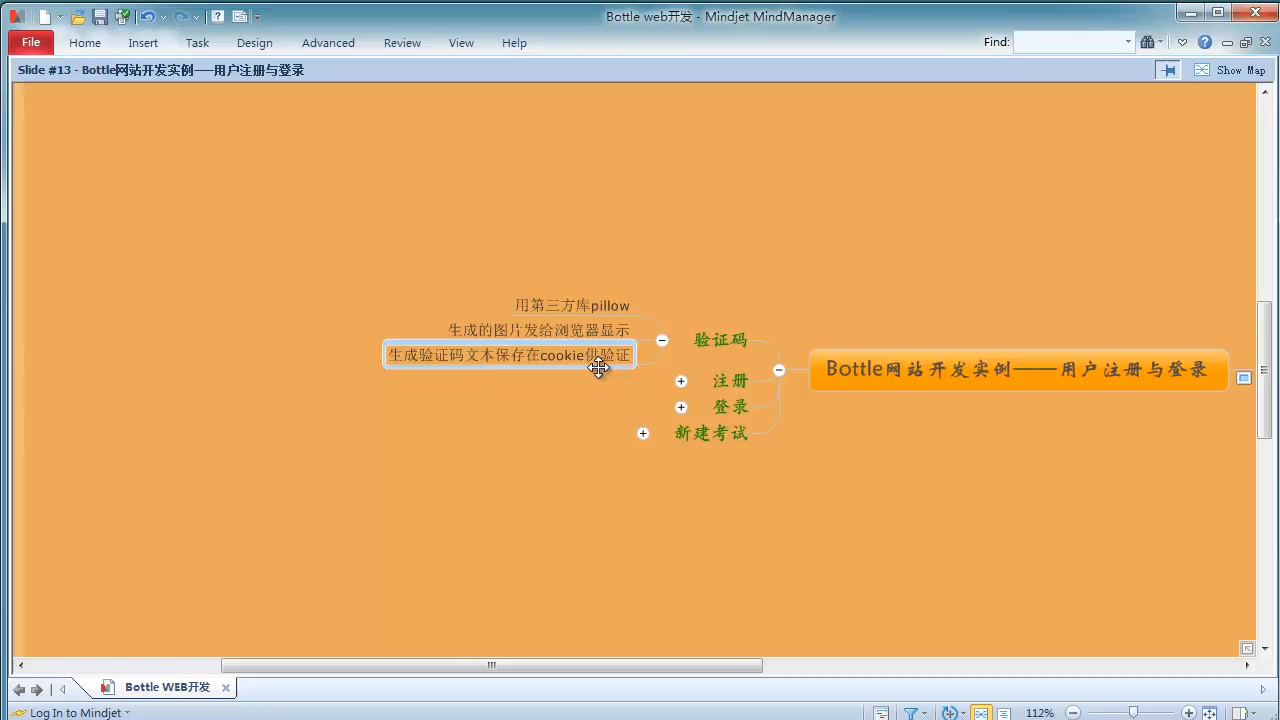 Bottle web开发 - Mindjet MindManager
File Home Insert Task Design Advanced Review View Help Find:
Slide #13 - Bottle网站开发实例——用户注册与登录 Show Map
用第三方库pillow
生成的图片发给浏览器显示
生成验证码文本保存在cookie供验证
验证码
注册
登录
新建考试
Bottle网站开发实例——用户注册与登录
Bottle WEB开发
Log In to Mindjet 112%